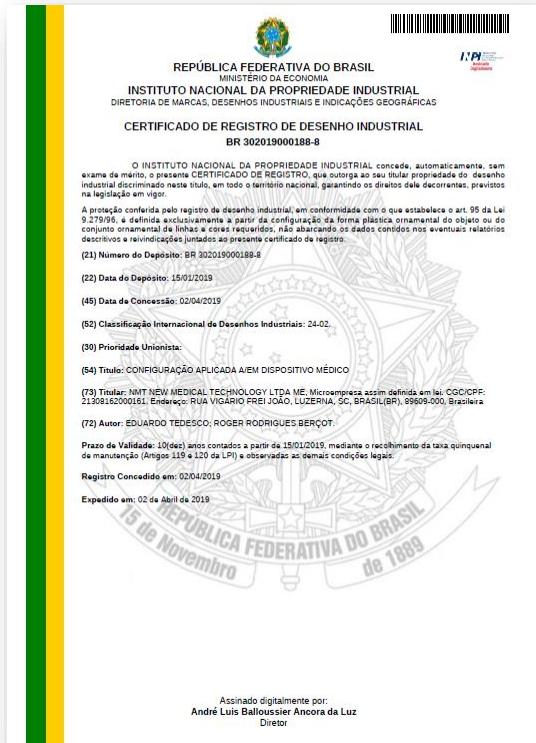 INPI
Assinado
Digitalmente
REPÚBLICA FEDERATIVA DO BRASIL
MINISTÉRIO DA ECONOMIA
INSTITUTO NACIONAL DA PROPRIEDADE INDUSTRIAL
DIRETORIA DE MARCAS, DESENHOS INDUSTRIAIS E INDICAÇÕES GEOGRÁFICAS
CERTIFICADO DE REGISTRO DE DESENHO INDUSTRIAL
BR 302019000188-8
O INSTITUTO NACIONAL DA PROPRIEDADE INDUSTRIAL concede, automaticamente, sem
exame de mérito, o presente CERTIFICADO DE REGISTRO, que outorga ao seu titular propriedade do desenho
industrial discriminado neste título, em todo o território nacional, garantindo os direitos dele decorrentes, previstos
na legislação em vigor.
A proteção conferida pelo registro de desenho industrial, em conformidade com o que estabelece o art. 95 da Lei
9.279/96, é definida exclusivamente a partir da configuração da forma plástica ornamental do objeto ou do
conjunto ornamental de linhas e cores requeridos, não abarcando os dados contidos nos eventuais relatórios
descritivos e reivindicações juntados ao presente certificado de registro.
(21) Número do Depósito: BR 302019000188-8
(22) Data do Depósito: 15/01/2019
(45) Data de Concessão: 02/04/2019
(52) Classificação Internacional de Desenhos Industriais: 24-02.
(30) Prioridade Unionista:
(54) Título: CONFIGURAÇÃO APLICADA A/EM DISPOSITIVO MÉDICO
(73) Titular: NMT NEW MEDICAL TECHNOLOGY LTDA ME, Microempresa assim definida em lei. CGC/CPF:
21308162000161. Endereço: RUA VIGÁRIO FREI JOÃO, LUZERNA, SC, BRASIL(BR), 89609-000, Brasileira
(72) Autor: EDUARDO TEDESCO; ROGER RODRIGUES BERÇOT.
Prazo de Validade: 10(dez) anos contados a partir de 15/01/2019, mediante o recolhimento da taxa quinquenal
de manutenção (Artigos 119 e 120 da LPI) e observadas as demais condições legais.
Registro Concedido em: 02/04/2019
Expedido em: 02 de Abril de 2019
REPÚBLICA FEDERATIVA DO BRASIL
15 de Novembro
de 1889
Assinado digitalmente por:
André Luis Balloussier Ancora da Luz
Diretor